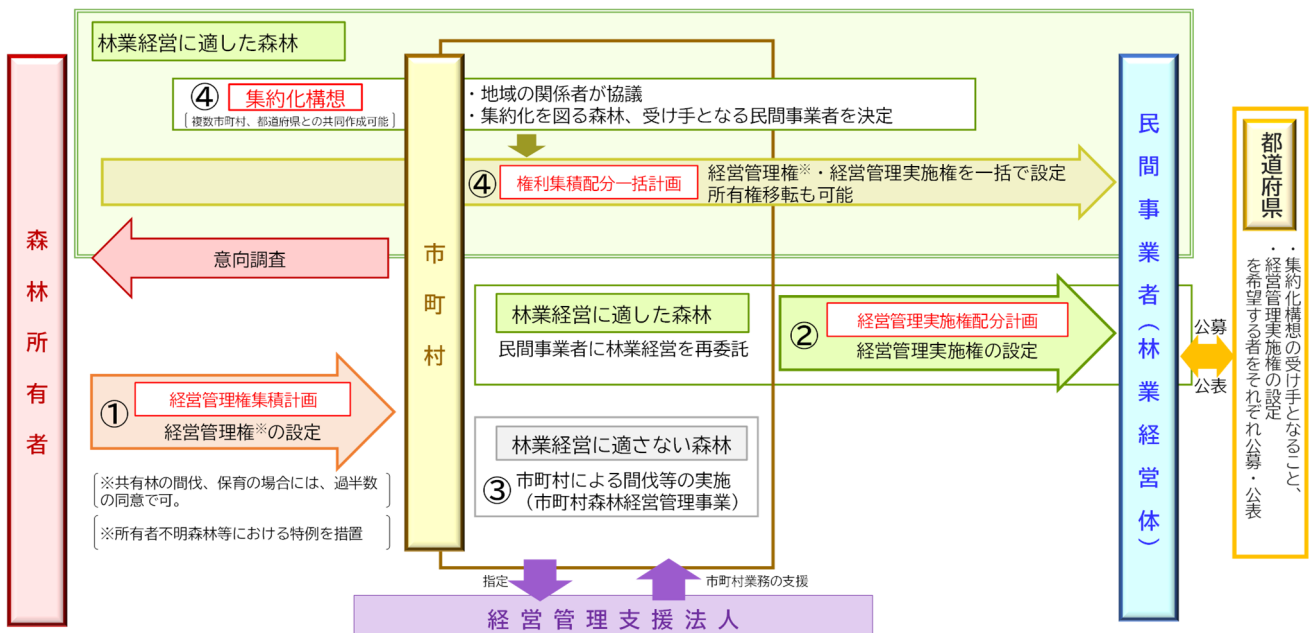 林業経営に適した森林
④ 集約化構想
[複数市町村、都道府県との共同作成可能]
・地域の関係者が協議
・集約化を図る森林、受け手となる民間事業者を決定
④ 権利集積配分一括計画
経営管理権※・経営管理実施権を一括で設定
所有権移転も可能
意向調査
森林所有者
市町村
民間事業者(林業経営体)
都道府県
・集約化構想の受け手となること、
・経営管理実施権の設定
を希望する者をそれぞれ公募・公表
公募
公表
林業経営に適した森林
民間事業者に林業経営を再委託
② 経営管理実施権配分計画
経営管理実施権の設定
① 経営管理権集積計画
経営管理権※の設定
※共有林の間伐、保育の場合には、過半数
の同意で可。
※所有者不明森林等における特例を措置
林業経営に適さない森林
③ 市町村による間伐等の実施
(市町村森林経営管理事業)
指定
市町村業務の支援
経営管理支援法人